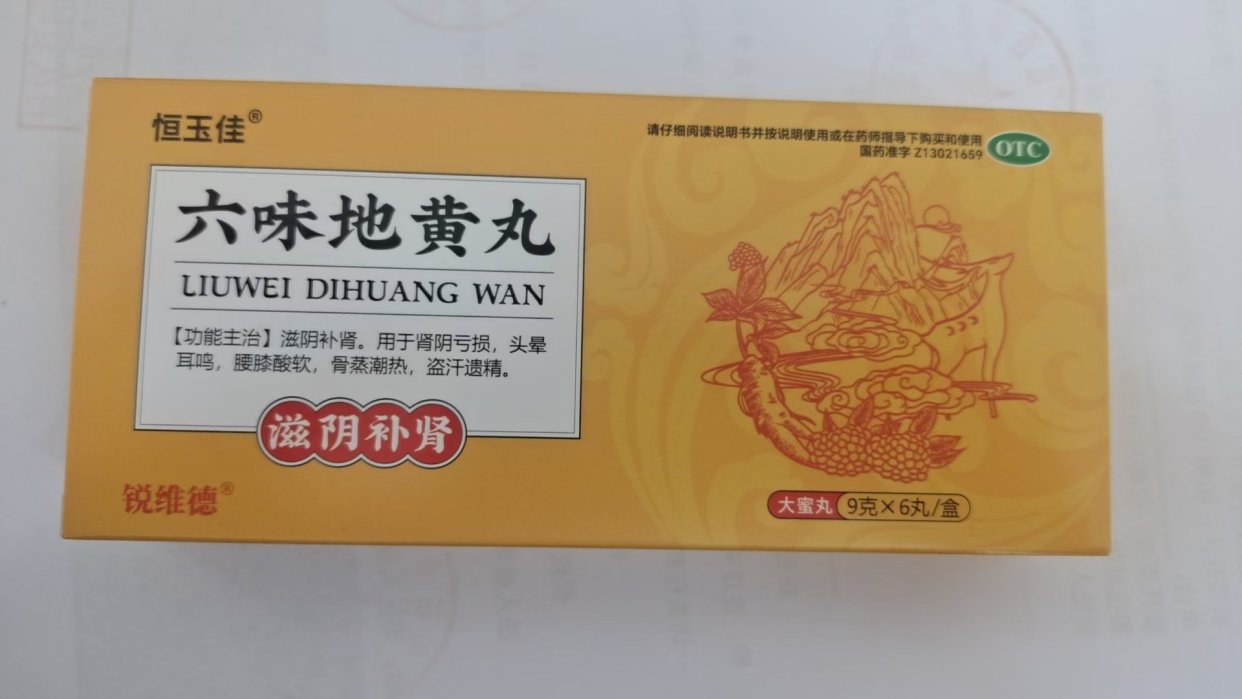 恒玉佳®
请仔细阅读说明书并按说明使用或在药师指导下购买和使用
国药准字 Z13021659
OTC
六味地黄丸
LIUWEI DIHUANG WAN
【功能主治】滋阴补肾。用于肾阴亏损，头晕
耳鸣，腰膝酸软，骨蒸潮热，盗汗遗精。
滋阴补肾
锐维德®
大蜜丸 9克×6丸/盒